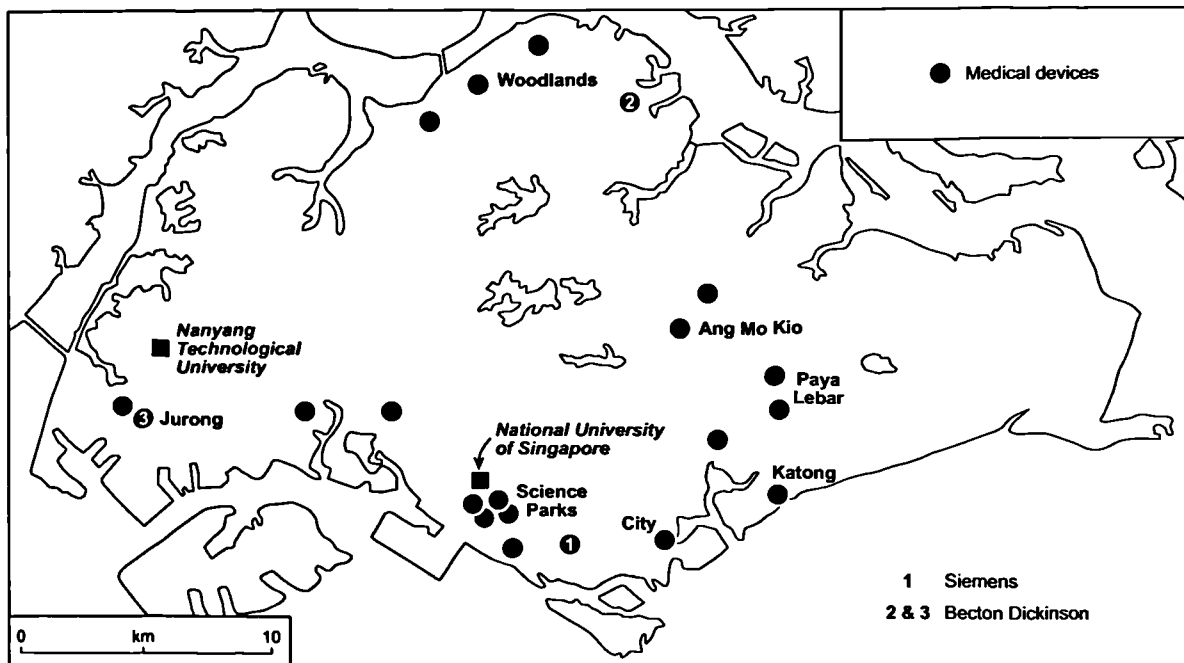 Woodlands
2
Medical devices
Nanyang
Technological
University
Ang Mo Kio
Paya
Lebar
3 Jurong
National University
of Singapore
Katong
Science
Parks
City
1
1 Siemens
2 & 3 Becton Dickinson
0 km 10